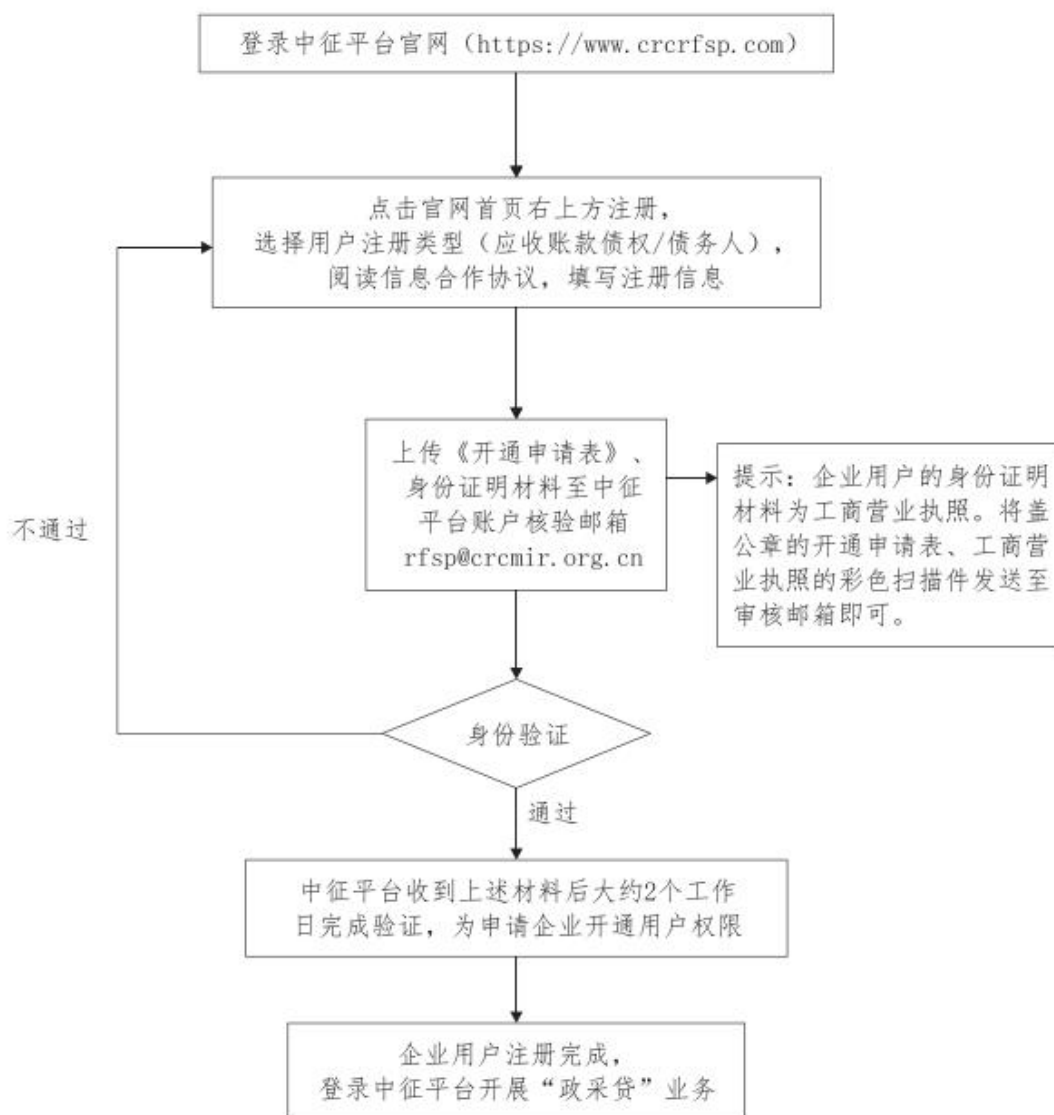 登录中征平台官网（https://www.crcrfsp.com）
点击官网首页右上方注册，
选择用户注册类型（应收账款债权/债务人），
阅读信息合作协议，填写注册信息
上传《开通申请表》、
身份证明材料至中征
平台账户核验邮箱
rfsp@crcmir.org.cn
提示：企业用户的身份证明
材料为工商营业执照。将盖
公章的开通申请表、工商营
业执照的彩色扫描件发送至
审核邮箱即可。
不通过
身份验证
通过
中征平台收到上述材料后大约2个工作
日完成验证，为申请企业开通用户权限
企业用户注册完成，
登录中征平台开展“政采贷”业务